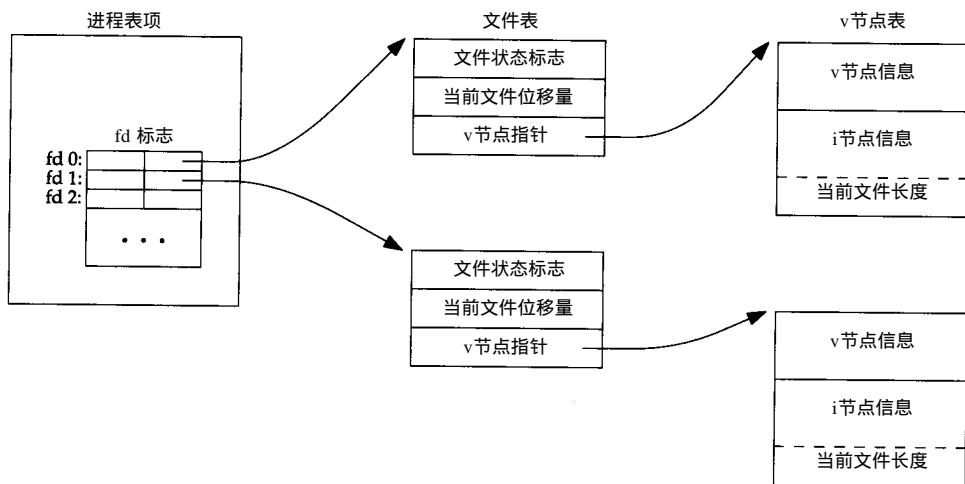 进程表项
fd 标志
fd 0:
fd 1:
fd 2:
• • •
文件表
文件状态标志
当前文件位移量
v节点指针
文件状态标志
当前文件位移量
v节点指针
v节点表
v节点信息
i节点信息
当前文件长度
v节点信息
i节点信息
当前文件长度